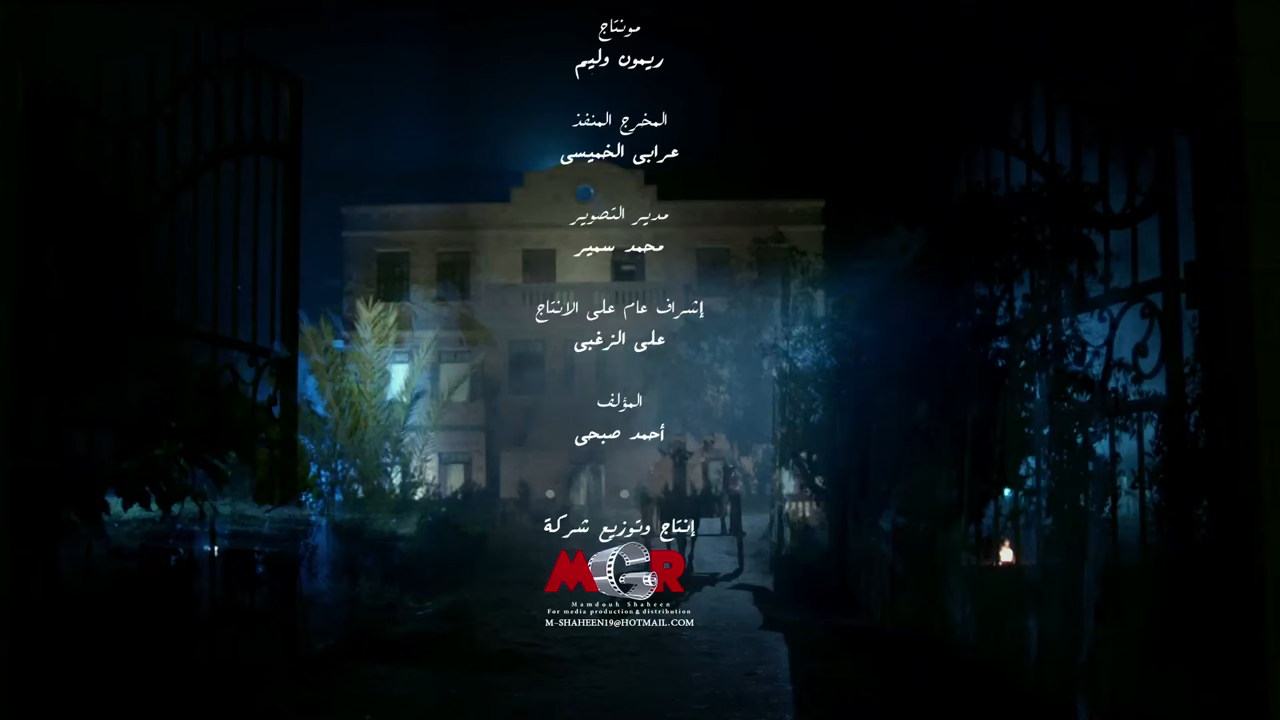 مونتاج
ريمون وليم
المخرج المنفذ
عرابى الخميسى
مدير التصوير
محمد سمير
إشراف عام على الانتاج
على الزغبى
المؤلف
أحمد صبحى
إنتاج وتوزيع شركة
MGR
Mamdouh Shaheen
For media production & distribution
M-SHAHEEN19@HOTMAIL.COM